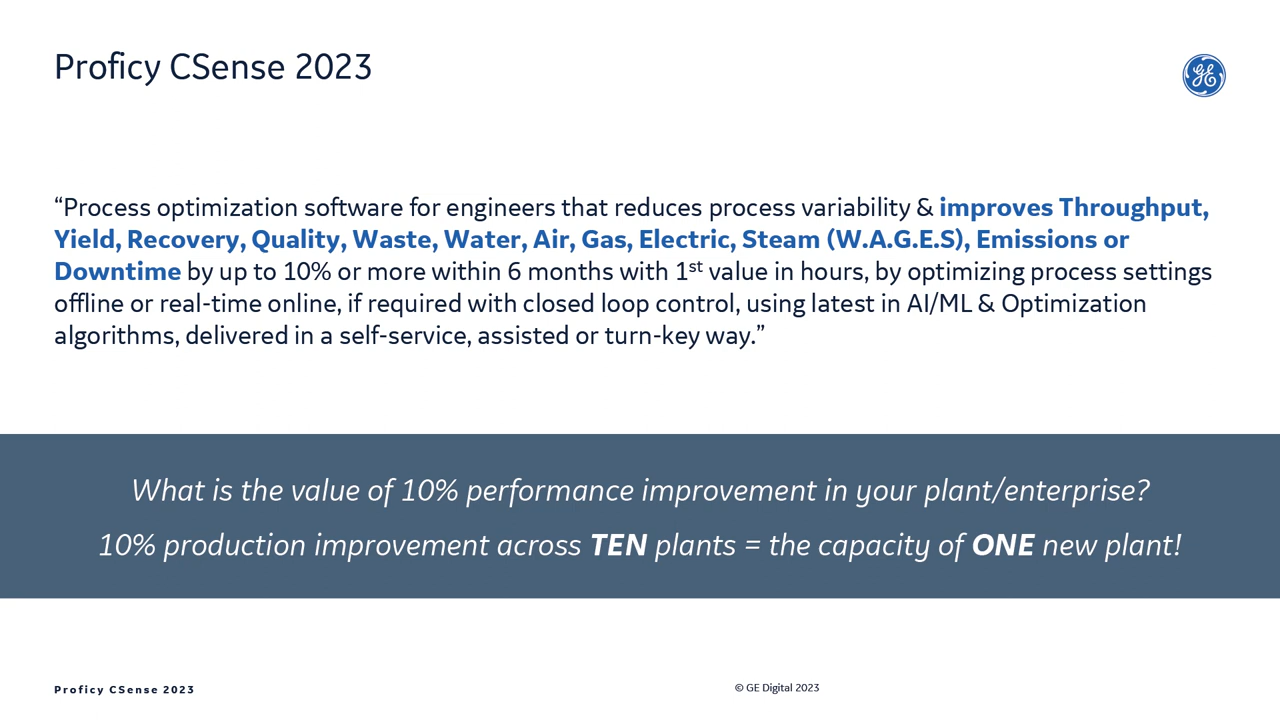 Proficy CSense 2023
GE
“Process optimization software for engineers that reduces process variability & improves Throughput,
Yield, Recovery, Quality, Waste, Water, Air, Gas, Electric, Steam (W.A.G.E.S), Emissions or
Downtime by up to 10% or more within 6 months with 1st value in hours, by optimizing process settings
offline or real-time online, if required with closed loop control, using latest in AI/ML & Optimization
algorithms, delivered in a self-service, assisted or turn-key way.”
What is the value of 10% performance improvement in your plant/enterprise?
10% production improvement across TEN plants = the capacity of ONE new plant!
Proficy CSense 2023
© GE Digital 2023